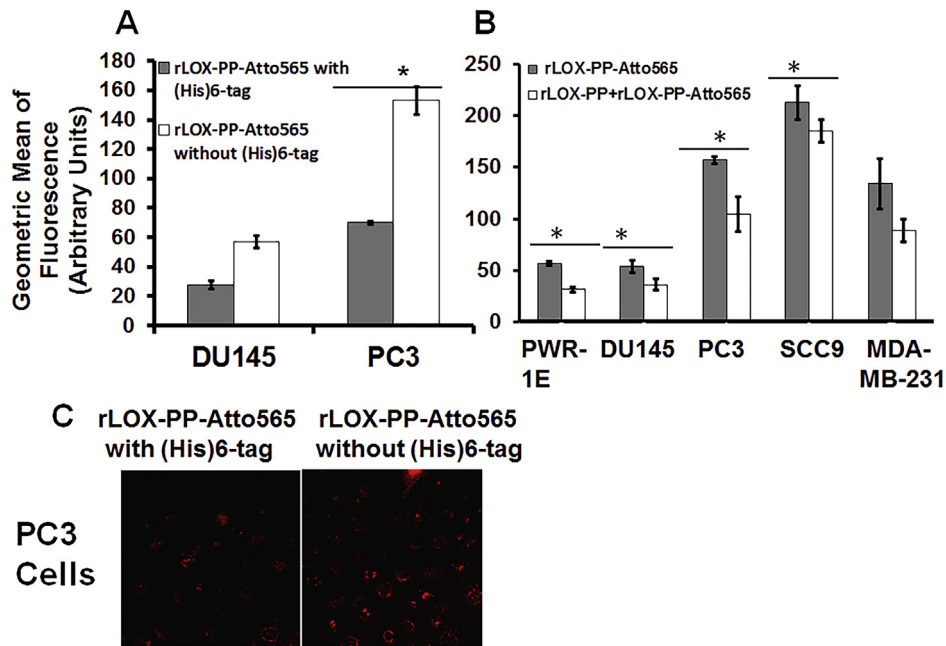 A
Geometric Mean of
Fluorescence
(Arbitrary Units)
180
160
140
120
100
80
60
40
20
0
rLOX-PP-Atto565 with
(His)6-tag
rLOX-PP-Atto565
without (His)6-tag
*
DU145
PC3
B
250
200
150
100
50
0
rLOX-PP-Atto565
rLOX-PP+rLOX-PP-Atto565
*
*
*
*
PWR-
1E
DU145
PC3
SCC9
MDA-
MB-231
C
rLOX-PP-Atto565
with (His)6-tag
rLOX-PP-Atto565
without (His)6-tag
PC3
Cells